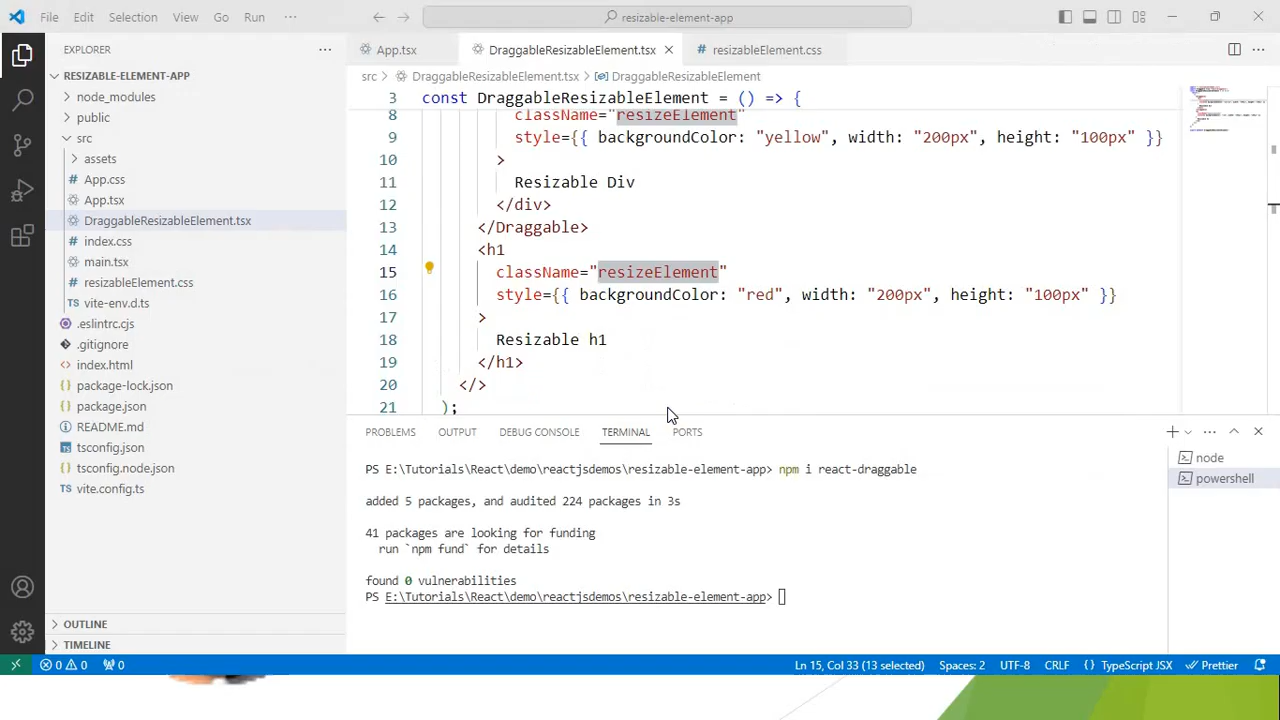 File Edit Selection View Go Run ··· resizable-element-app
EXPLORER ···
RESIZABLE-ELEMENT-APP
node_modules
public
src
assets
App.css
App.tsx
DraggableResizableElement.tsx
index.css
main.tsx
resizableElement.css
vite-env.d.ts
.eslintrc.cjs
.gitignore
index.html
package-lock.json
package.json
README.md
tsconfig.json
tsconfig.node.json
vite.config.ts
OUTLINE
TIMELINE
App.tsx DraggableResizableElement.tsx resizableElement.css
src > DraggableResizableElement.tsx > DraggableResizableElement
3 const DraggableResizableElement = () => {
8 className="resizeElement"
9 style={{ backgroundColor: "yellow", width: "200px", height: "100px" }}
10 >
11 Resizable Div
12 </div>
13 </Draggable>
14 <h1
15 className="resizeElement"
16 style={{ backgroundColor: "red", width: "200px", height: "100px" }}
17 >
18 Resizable h1
19 </h1>
20 </>
21 );
PROBLEMS OUTPUT DEBUG CONSOLE TERMINAL PORTS
PS E:\Tutorials\React\demo\reactjsdemos\resizable-element-app> npm i react-draggable
added 5 packages, and audited 224 packages in 3s
41 packages are looking for funding
run `npm fund` for details
found 0 vulnerabilities
PS E:\Tutorials\React\demo\reactjsdemos\resizable-element-app>
node
powershell
0 0 0 Ln 15, Col 33 (13 selected) Spaces: 2 UTF-8 CRLF { } TypeScript JSX Prettier